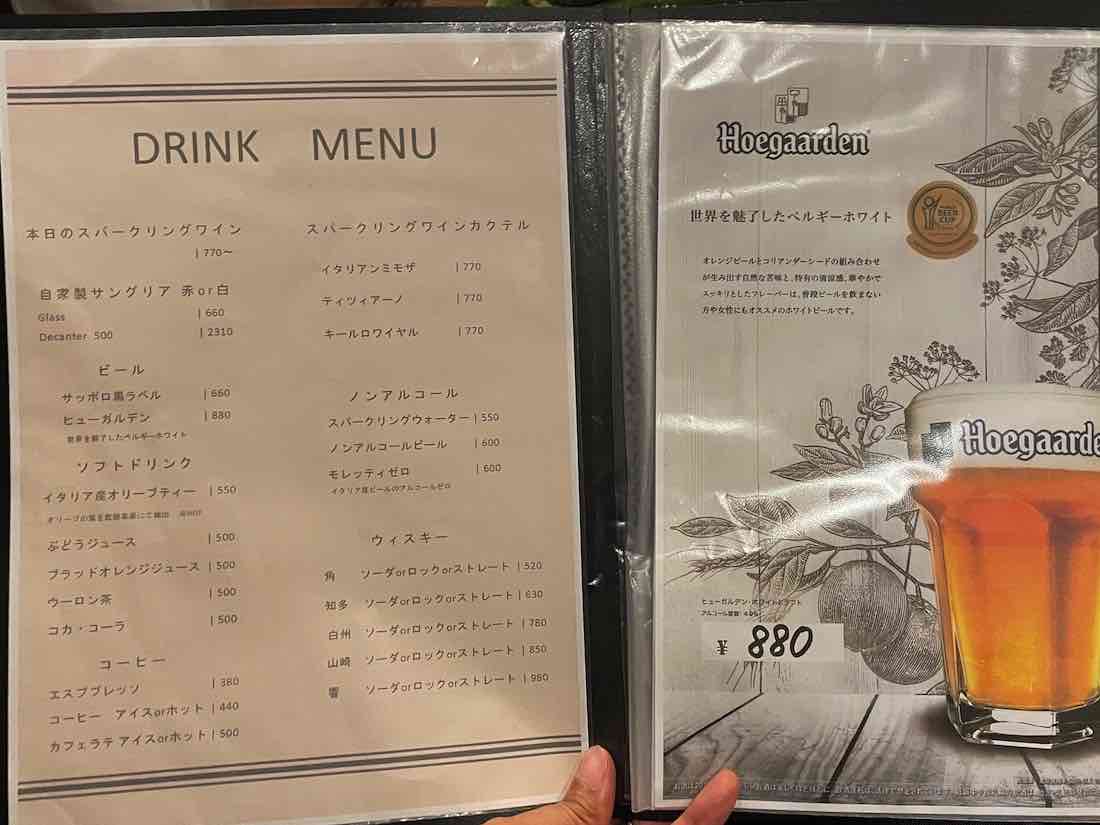 DRINK MENU
本日のスパークリングワイン
| 770〜
自家製サングリア 赤or白
Glass | 660
Decanter 500 | 2310
ビール
サッポロ黒ラベル | 660
ヒューガルデン | 880
世界を魅了したベルギーホワイト
ソフトドリンク
イタリア産オリーブティー | 550
ぶどうジュース | 500
ブラッドオレンジジュース | 500
ウーロン茶 | 500
コカ・コーラ | 500
コーヒー
エスプブレッソ | 380
コーヒー アイスorホット | 440
カフェラテ アイスorホット | 500
スパークリングワインカクテル
イタリアンミモザ | 770
ティツィアーノ | 770
キールロワイヤル | 770
ノンアルコール
スパークリングウォーター | 550
ノンアルコールビール | 600
モレッティゼロ | 600
イタリア産ビールのアルコールゼロ
ウィスキー
角 ソーダorロックorストレート | 520
知多 ソーダorロックorストレート | 630
白州 ソーダorロックorストレート | 780
山崎 ソーダorロックorストレート | 850
響 ソーダorロックorストレート | 980
Hoegaarden
世界を魅了したベルギーホワイト
BEER
CUP
オレンジピールとコリアンダーシードの組み合わせ
が生み出す自然な苦味と、特有の清涼感。華やかで
スッキリとしたフレーバーは、普段ビールを飲まない
方や女性にもオススメのホワイトビールです。
Hoegaarde
ヒューガルデン・ホワイトドラフト
¥ 880